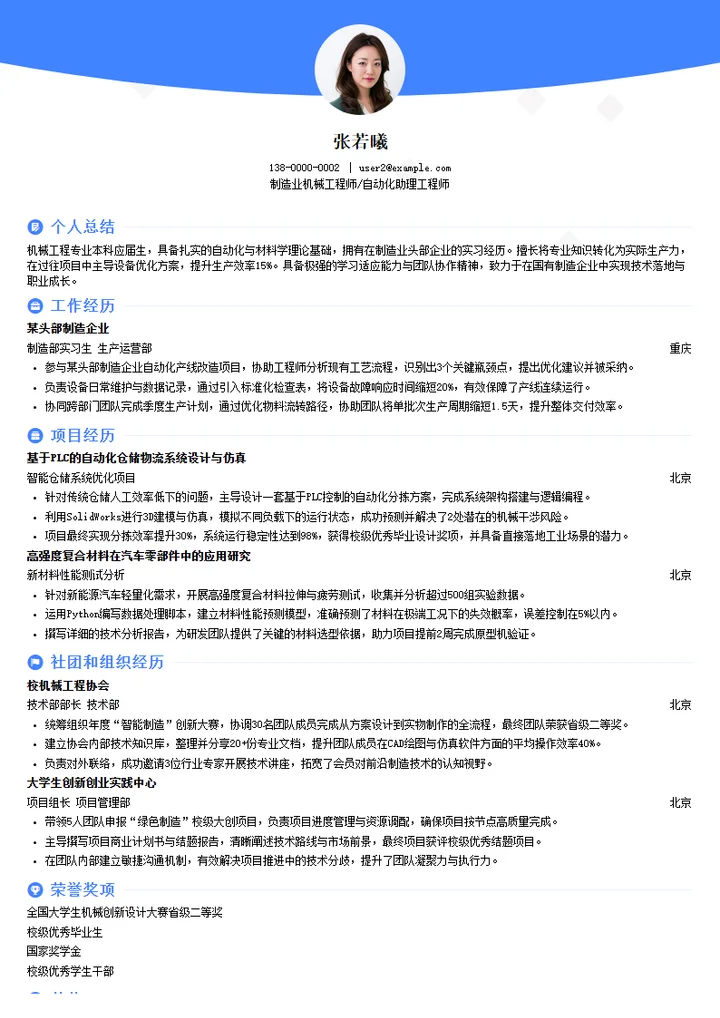 张若曦
138-0000-0002 | user2@example.com
制造业机械工程师/自动化助理工程师
个人总结
机械工程专业本科应届生，具备扎实的自动化与材料学理论基础，拥有在制造业头部企业的实习经历。擅长将专业知识转化为实际生产力，
在过往项目中主导设备优化方案，提升生产效率15%。具备极强的学习适应能力与团队协作精神，致力于在国有制造企业中实现技术落地与
职业成长。
工作经历
某头部制造企业
制造部实习生 生产运营部 重庆
• 参与某头部制造企业自动化产线改造项目，协助工程师分析现有工艺流程，识别出3个关键瓶颈点，提出优化建议并被采纳。
• 负责设备日常维护与数据记录，通过引入标准化检查表，将设备故障响应时间缩短20%，有效保障了产线连续运行。
• 协同跨部门团队完成季度生产计划，通过优化物料流转路径，协助团队将单批次生产周期缩短1.5天，提升整体交付效率。
项目经历
基于PLC的自动化仓储物流系统设计与仿真
智能仓储系统优化项目 北京
• 针对传统仓储人工效率低下的问题，主导设计一套基于PLC控制的自动化分拣方案，完成系统架构搭建与逻辑编程。
• 利用SolidWorks进行3D建模与仿真，模拟不同负载下的运行状态，成功预测并解决了2处潜在的机械干涉风险。
• 项目最终实现分拣效率提升30%，系统运行稳定性达到98%，获得校级优秀毕业设计奖项，并具备直接落地工业场景的潜力。
高强度复合材料在汽车零部件中的应用研究
新材料性能测试分析 北京
• 针对新能源汽车轻量化需求，开展高强度复合材料拉伸与疲劳测试，收集并分析超过500组实验数据。
• 运用Python编写数据处理脚本，建立材料性能预测模型，准确预测了材料在极端工况下的失效概率，误差控制在5%以内。
• 撰写详细的技术分析报告，为研发团队提供了关键的材料选型依据，助力项目提前2周完成原型机验证。
社团和组织经历
校机械工程协会
技术部部长 技术部 北京
• 统筹组织年度“智能制造”创新大赛，协调30名团队成员完成从方案设计到实物制作的全流程，最终团队荣获省级二等奖。
• 建立协会内部技术知识库，整理并分享20+份专业文档，提升团队成员在CAD绘图与仿真软件方面的平均操作效率40%。
• 负责对外联络，成功邀请3位行业专家开展技术讲座，拓宽了会员对前沿制造技术的认知视野。
大学生创新创业实践中心
项目组长 项目管理部 北京
• 带领5人团队申报“绿色制造”校级大创项目，负责项目进度管理与资源调配，确保项目按节点高质量完成。
• 主导撰写项目商业计划书与结题报告，清晰阐述技术路线与市场前景，最终项目获评校级优秀结题项目。
• 在团队内部建立敏捷沟通机制，有效解决项目推进中的技术分歧，提升了团队凝聚力与执行力。
荣誉奖项
全国大学生机械创新设计大赛省级二等奖
校级优秀毕业生
国家奖学金
校级优秀学生干部